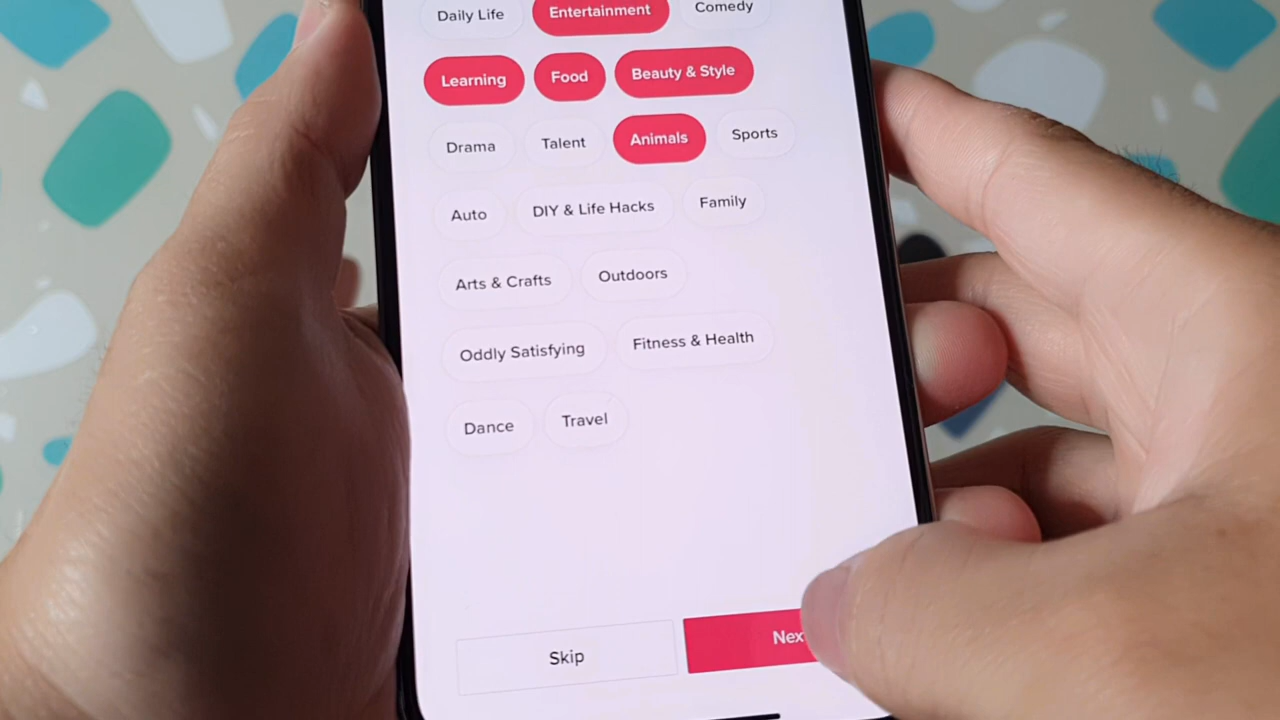 Daily Life Entertainment Comedy
Learning Food Beauty & Style
Drama Talent Animals Sports
Auto DIY & Life Hacks Family
Arts & Crafts Outdoors
Oddly Satisfying Fitness & Health
Dance Travel
Skip Nex